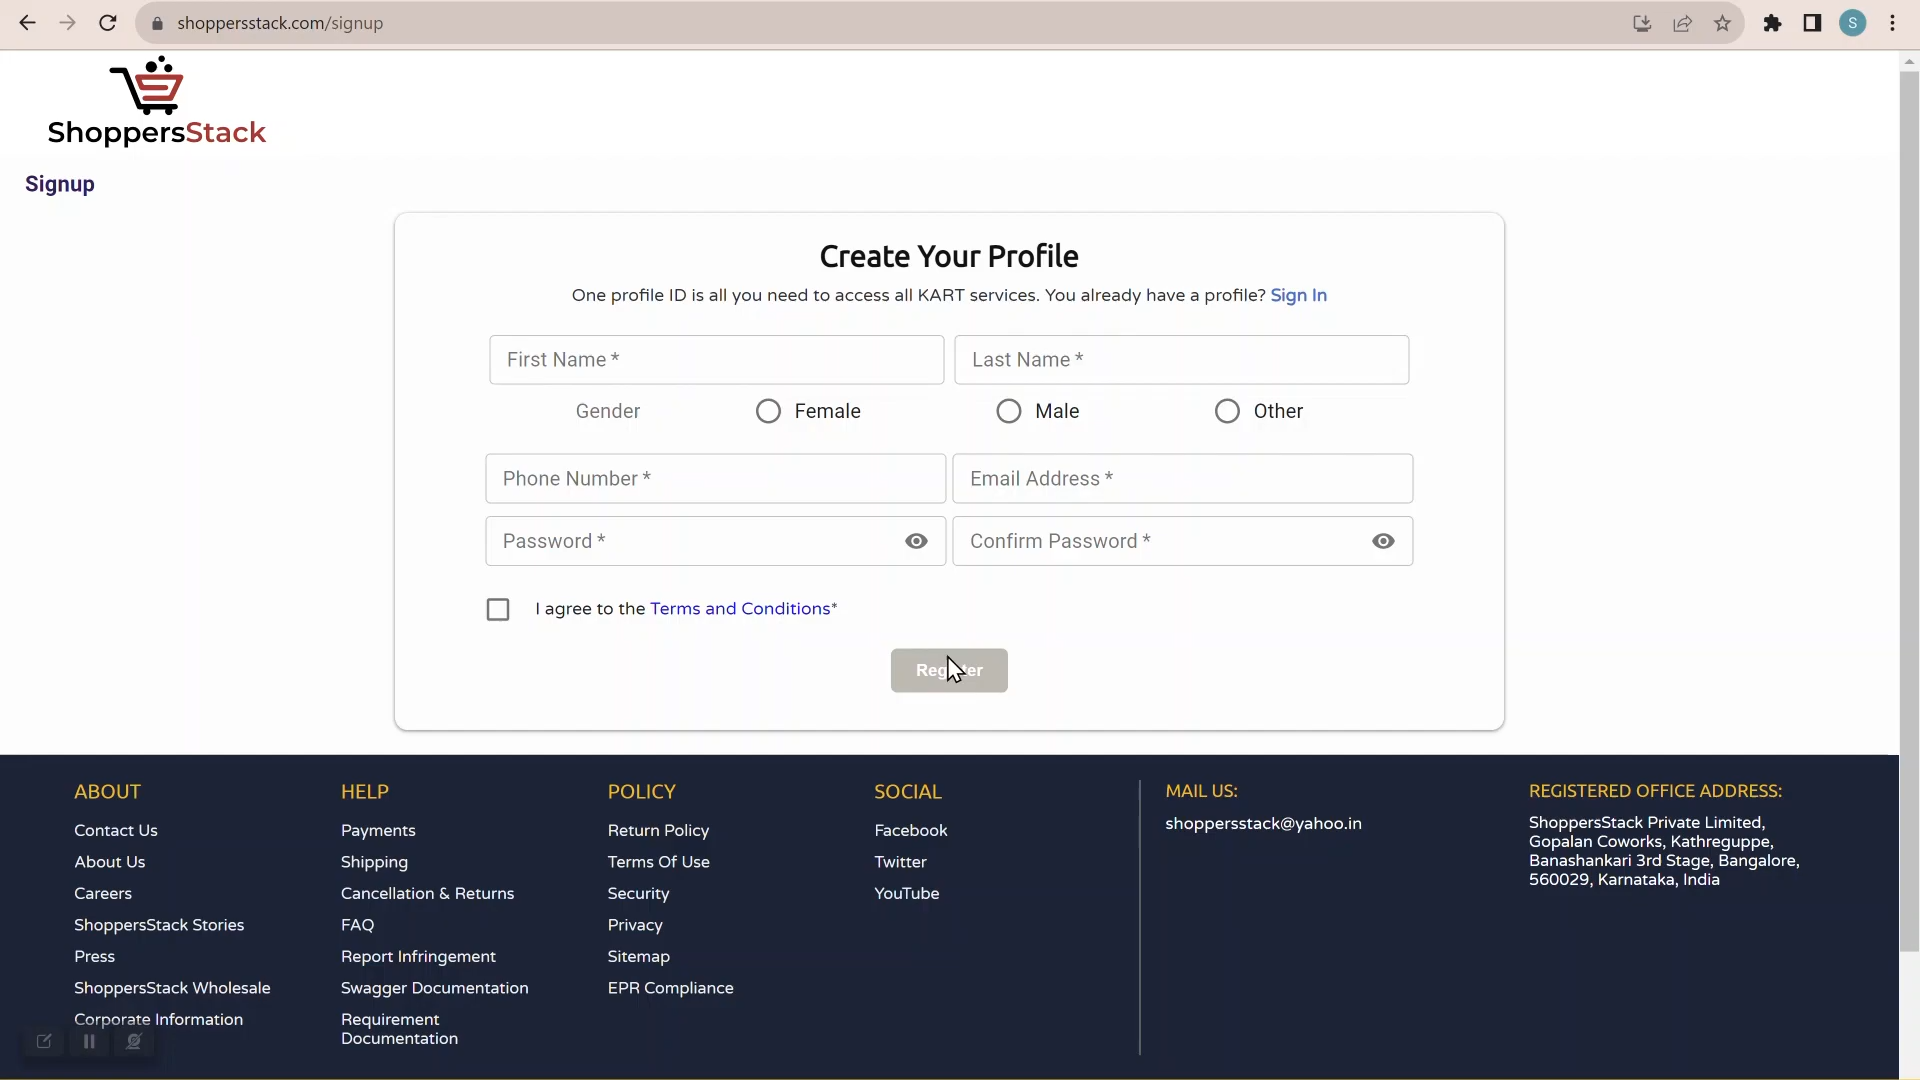 shoppersstack.com/signup
S
ShoppersStack
Signup
Create Your Profile
One profile ID is all you need to access all KART services. You already have a profile? Sign In
First Name *
Last Name *
Gender
Female
Male
Other
Phone Number *
Email Address *
Password *
Confirm Password *
I agree to the Terms and Conditions*
Register
ABOUT
Contact Us
About Us
Careers
ShoppersStack Stories
Press
ShoppersStack Wholesale
Corporate Information
HELP
Payments
Shipping
Cancellation & Returns
FAQ
Report Infringement
Swagger Documentation
Requirement
Documentation
POLICY
Return Policy
Terms Of Use
Security
Privacy
Sitemap
EPR Compliance
SOCIAL
Facebook
Twitter
YouTube
MAIL US:
shoppersstack@yahoo.in
REGISTERED OFFICE ADDRESS:
ShoppersStack Private Limited,
Gopalan Coworks, Kathreguppe,
Banashankari 3rd Stage, Bangalore,
560029, Karnataka, India